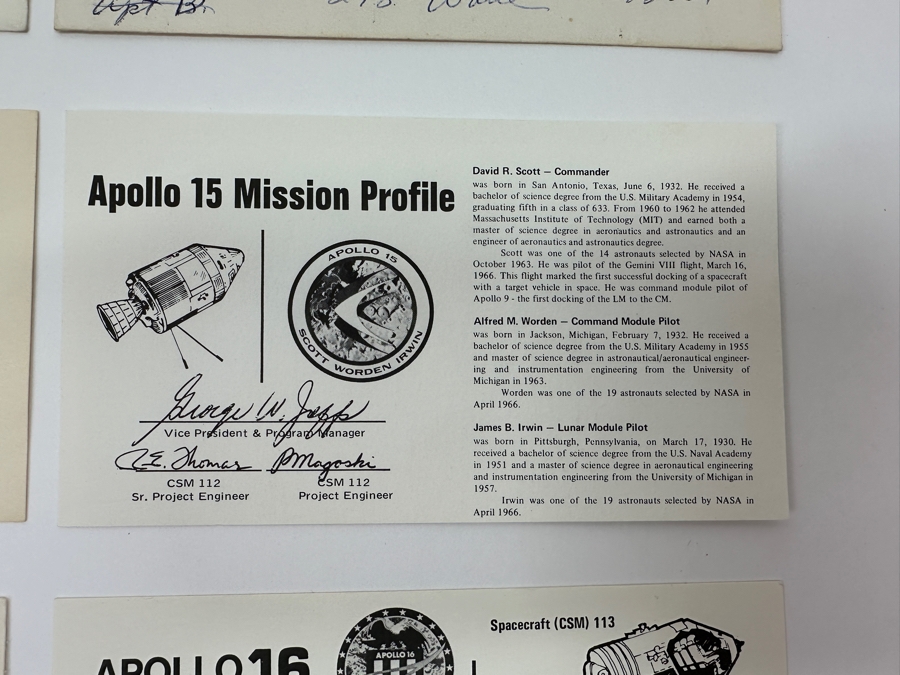 Apollo 15 Mission Profile
APOLLO 15
SCOTT WORDEN IRWIN
George W. Jeffs
Vice President & Program Manager
R.E. Thomas
CSM 112
Sr. Project Engineer
CSM 112
Project Engineer
David R. Scott – Commander
was born in San Antonio, Texas, June 6, 1932. He received a
bachelor of science degree from the U.S. Military Academy in 1954,
graduating fifth in a class of 633. From 1960 to 1962 he attended
Massachusetts Institute of Technology (MIT) and earned both a
master of science degree in aeronautics and astronautics and an
engineer of aeronautics and astronautics degree.
Scott was one of the 14 astronauts selected by NASA in
October 1963. He was pilot of the Gemini VIII flight, March 16,
1966. This flight marked the first successful docking of a spacecraft
with a target vehicle in space. He was command module pilot of
Apollo 9 - the first docking of the LM to the CM.
Alfred M. Worden – Command Module Pilot
was born in Jackson, Michigan, February 7, 1932. He received a
bachelor of science degree from the U.S. Military Academy in 1955
and master of science degree in astronautical/aeronautical engineer-
ing and instrumentation engineering from the University of
Michigan in 1963.
Worden was one of the 19 astronauts selected by NASA in
April 1966.
James B. Irwin – Lunar Module Pilot
was born in Pittsburgh, Pennsylvania, on March 17, 1930. He
received a bachelor of science degree from the U.S. Naval Academy
in 1951 and a master of science degree in aeronautical engineering
and instrumentation engineering from the University of Michigan in
1957.
Irwin was one of the 19 astronauts selected by NASA in
April 1966.
APOLLO 16
APOLLO 16
Spacecraft (CSM) 113